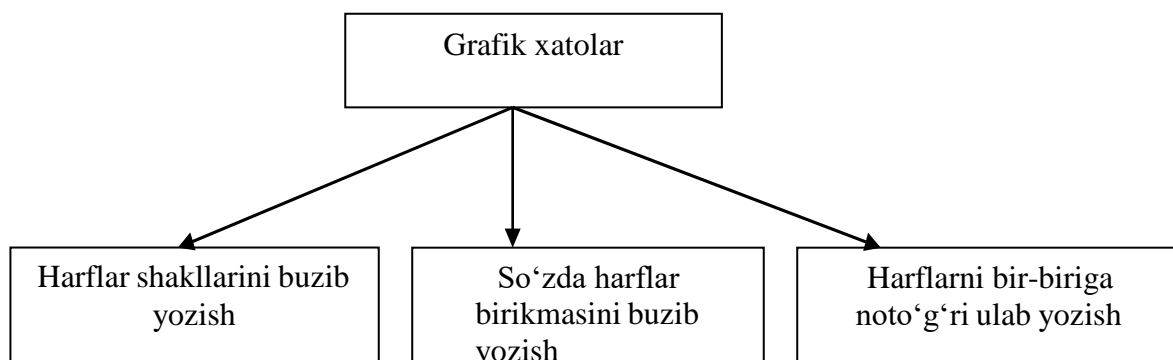 Grafik xatolar
Harflar shakllarini buzib
yozish
So‘zda harflar
birikmasini buzib
yozish
Harflarni bir-biriga
noto‘g‘ri ulab yozish